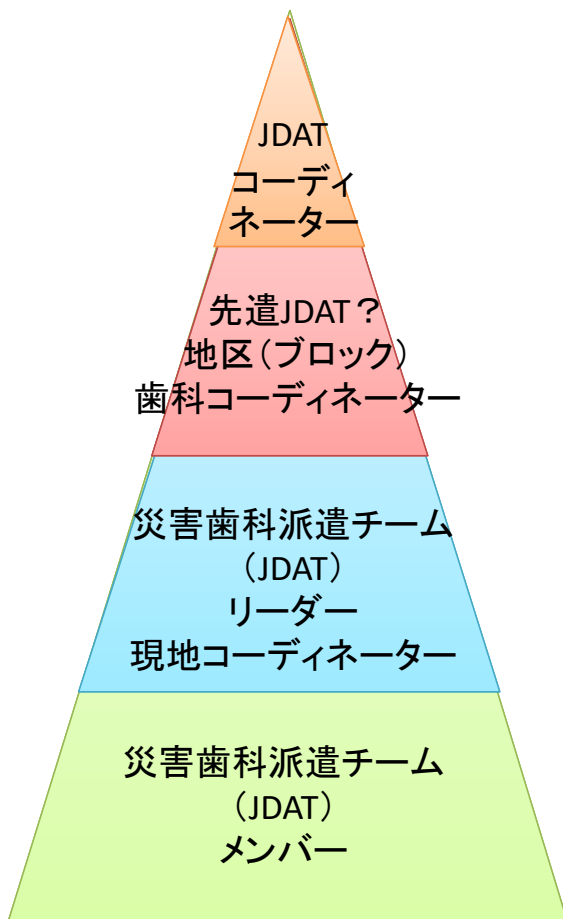 JDAT
コーディ
ネーター
先遣JDAT？
地区（ブロック）
歯科コーディネーター
災害歯科派遣チーム
（JDAT）
リーダー
現地コーディネーター
災害歯科派遣チーム
（JDAT）
メンバー